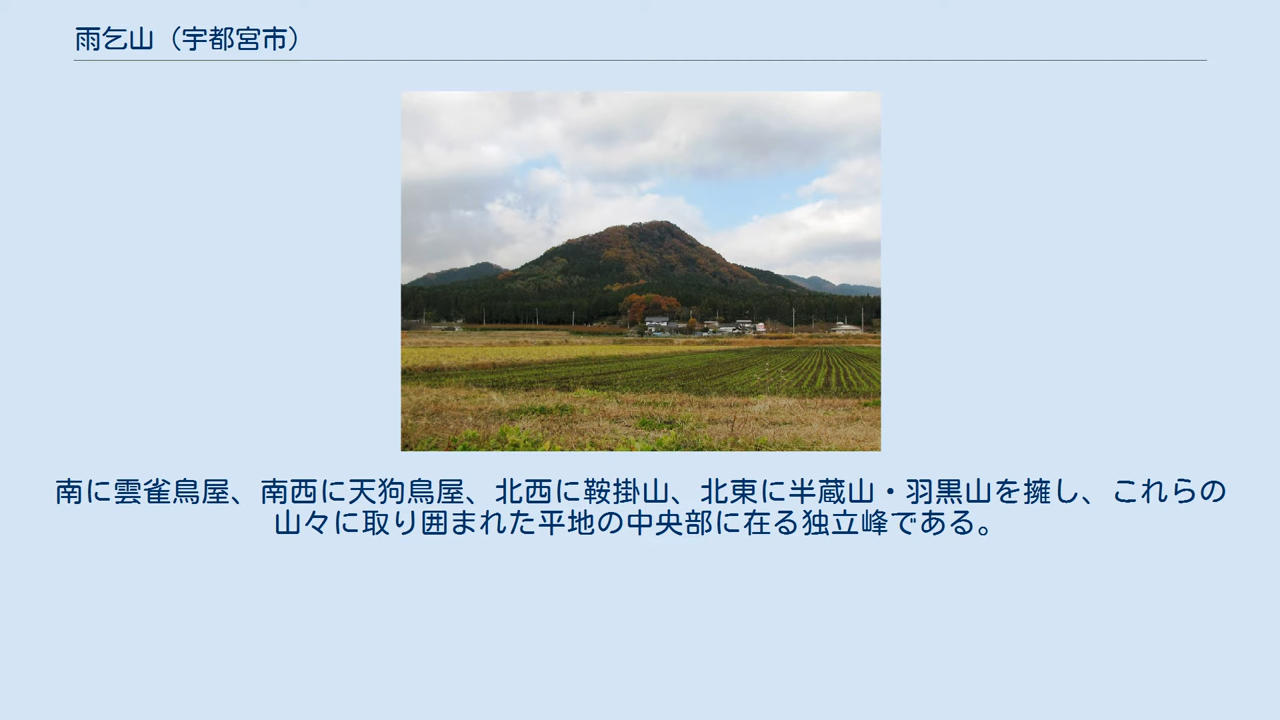 雨乞山（宇都宮市）
南に雲雀鳥屋、南西に天狗鳥屋、北西に鞍掛山、北東に半蔵山・羽黒山を擁し、これらの
山々に取り囲まれた平地の中央部に在る独立峰である。